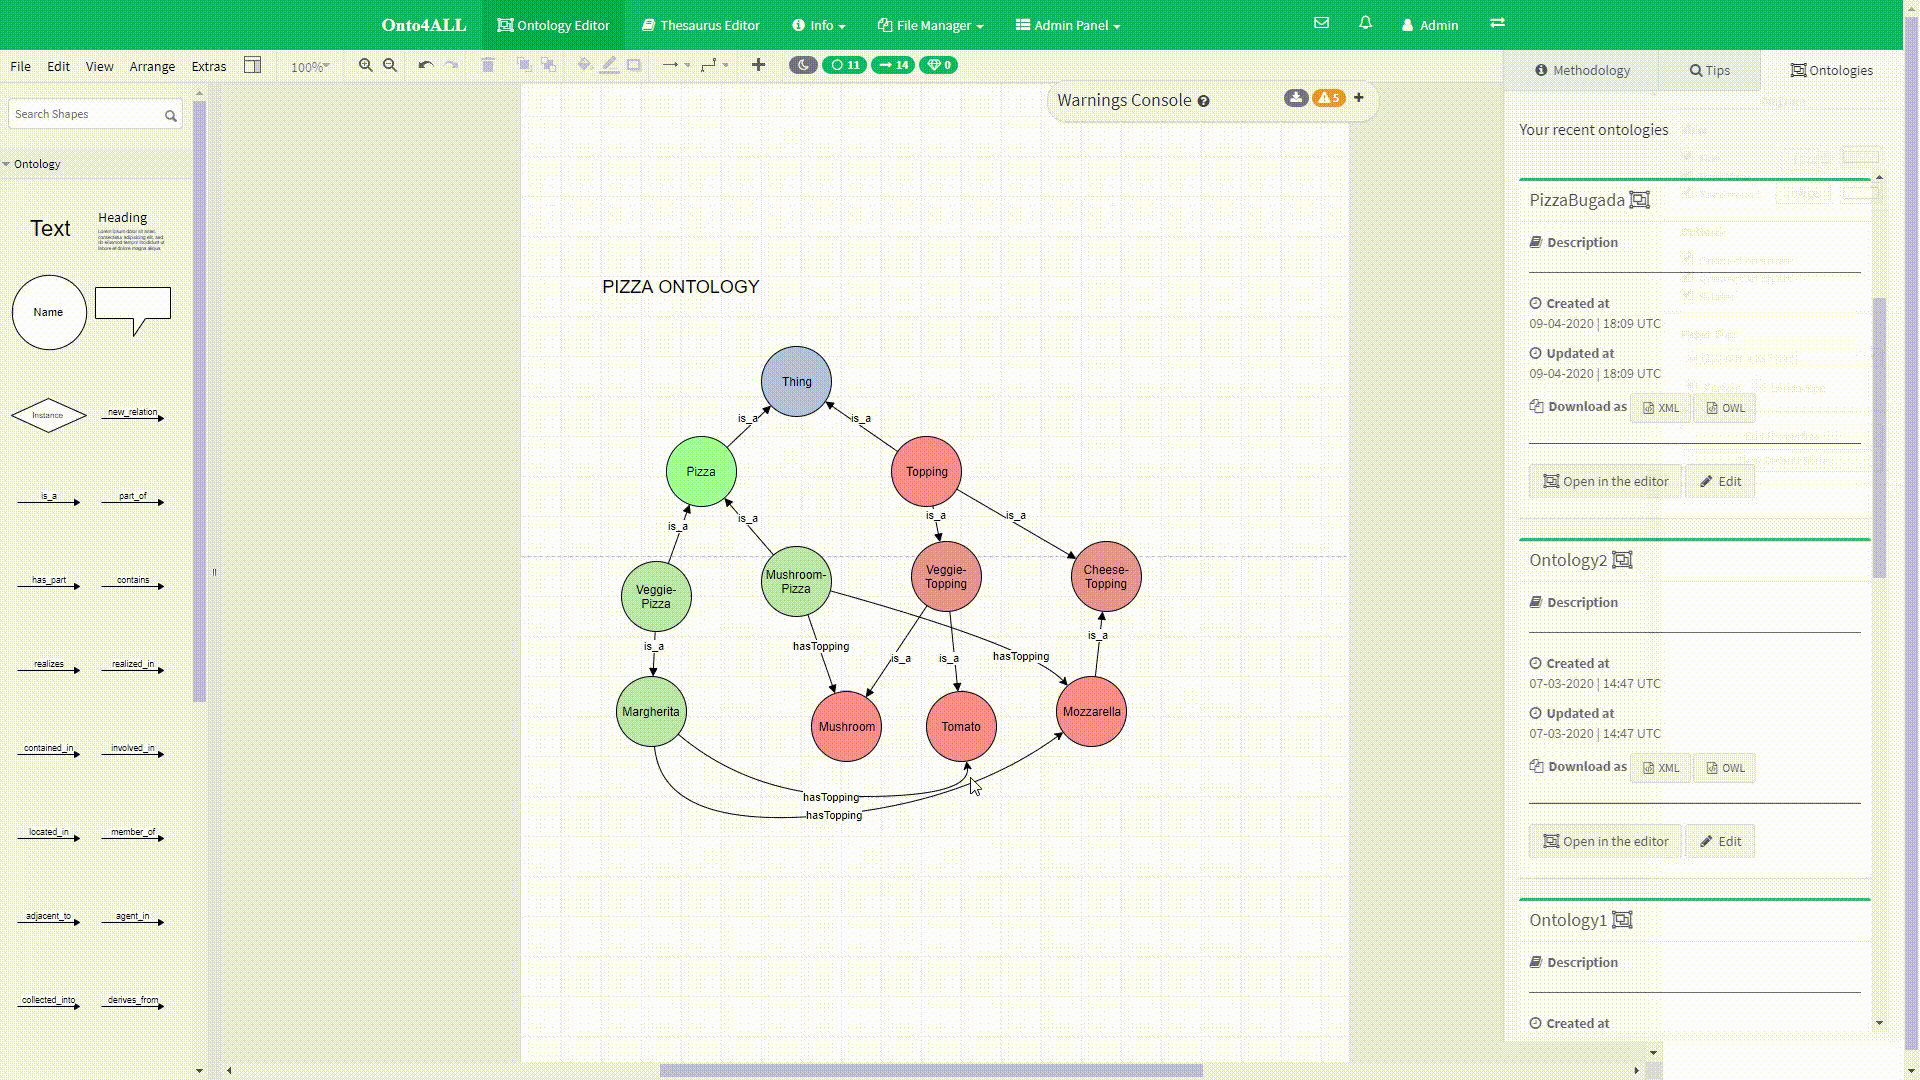 Onto4ALL
Ontology Editor
Thesaurus Editor
Info
File Manager
Admin Panel
Admin
File
Edit
View
Arrange
Extras
100%
11
14
0
Methodology
Tips
Ontologies
Search Shapes
Ontology
Text
Heading
Name
Instance
new_relation
is_a
part_of
has_part
contains
realizes
realized_in
contained_in
involved_in
located_in
member_of
adjacent_to
agent_in
collected_into
derives_from
Warnings Console
5
PIZZA ONTOLOGY
Thing
is_a
is_a
Pizza
Topping
is_a
is_a
is_a
is_a
Veggie-
Pizza
Mushroom-
Pizza
Veggie-
Topping
Cheese-
Topping
is_a
hasTopping
is_a
is_a
hasTopping
is_a
Margherita
Mushroom
Tomato
Mozzarella
hasTopping
hasTopping
Your recent ontologies
PizzaBugada
Description
Created at
09-04-2020 | 18:09 UTC
Updated at
09-04-2020 | 18:09 UTC
Download as
XML
OWL
Open in the editor
Edit
Ontology2
Description
Created at
07-03-2020 | 14:47 UTC
Updated at
07-03-2020 | 14:47 UTC
Download as
XML
OWL
Open in the editor
Edit
Ontology1
Description
Created at